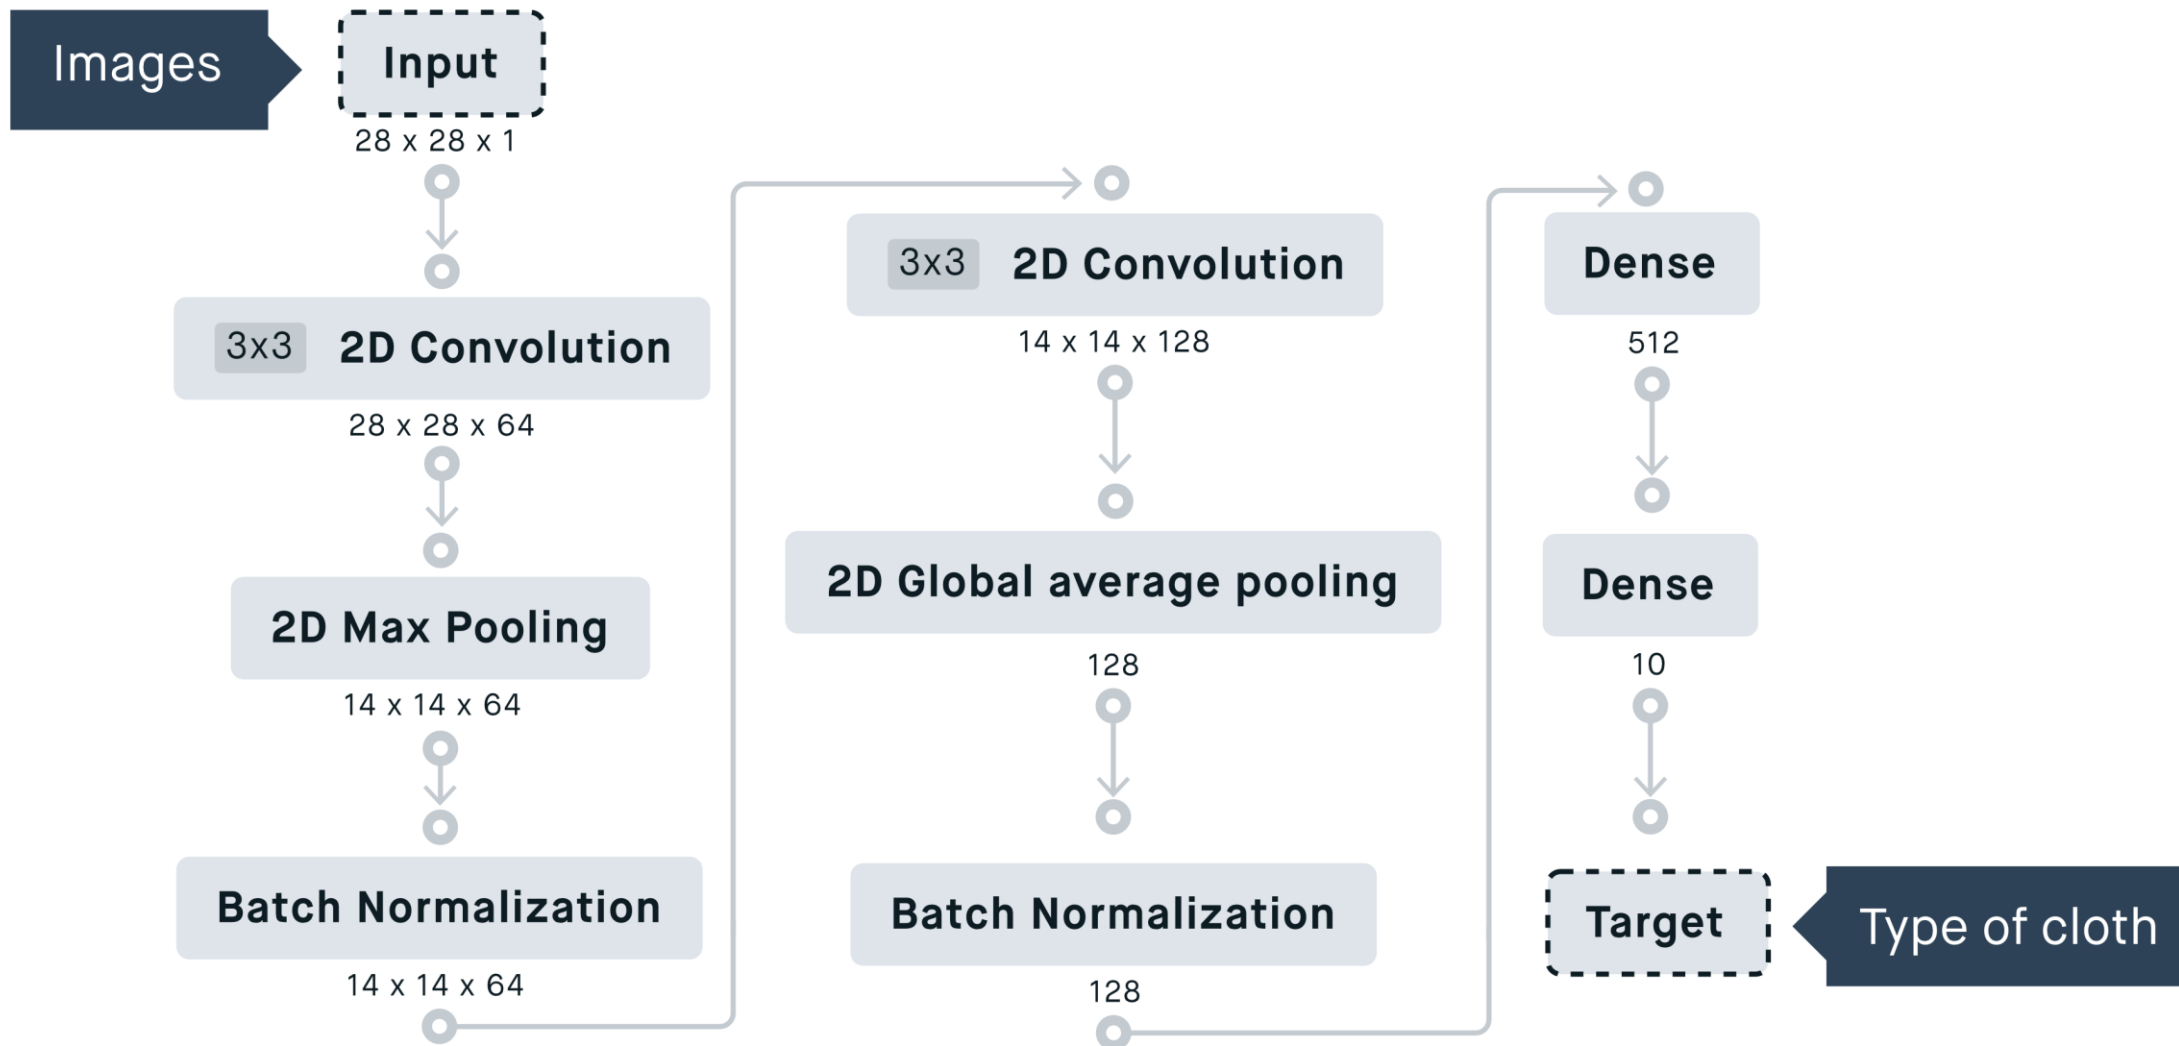 Images
Input
28 x 28 x 1
3x3 2D Convolution
28 x 28 x 64
2D Max Pooling
14 x 14 x 64
Batch Normalization
14 x 14 x 64
3x3 2D Convolution
14 x 14 x 128
2D Global average pooling
128
Batch Normalization
128
Dense
512
Dense
10
Target
Type of cloth